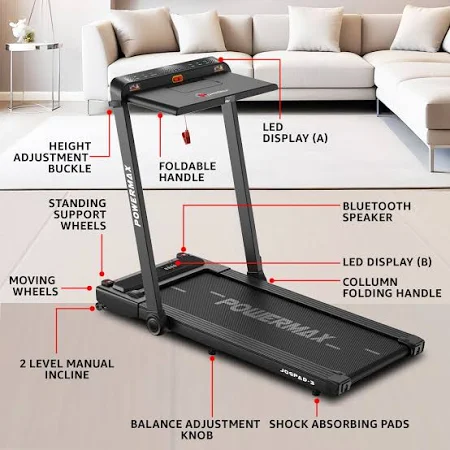 LED
DISPLAY (A)
HEIGHT
ADJUSTMENT
BUCKLE
FOLDABLE
HANDLE
POWERMAX
STANDING
SUPPORT
WHEELS
BLUETOOTH
SPEAKER
LED DISPLAY (B)
MOVING
WHEELS
COLLUMN
FOLDING HANDLE
POWERMAX
2 LEVEL MANUAL
INCLINE
JOGPAD-3
BALANCE ADJUSTMENT
KNOB
SHOCK ABSORBING PADS